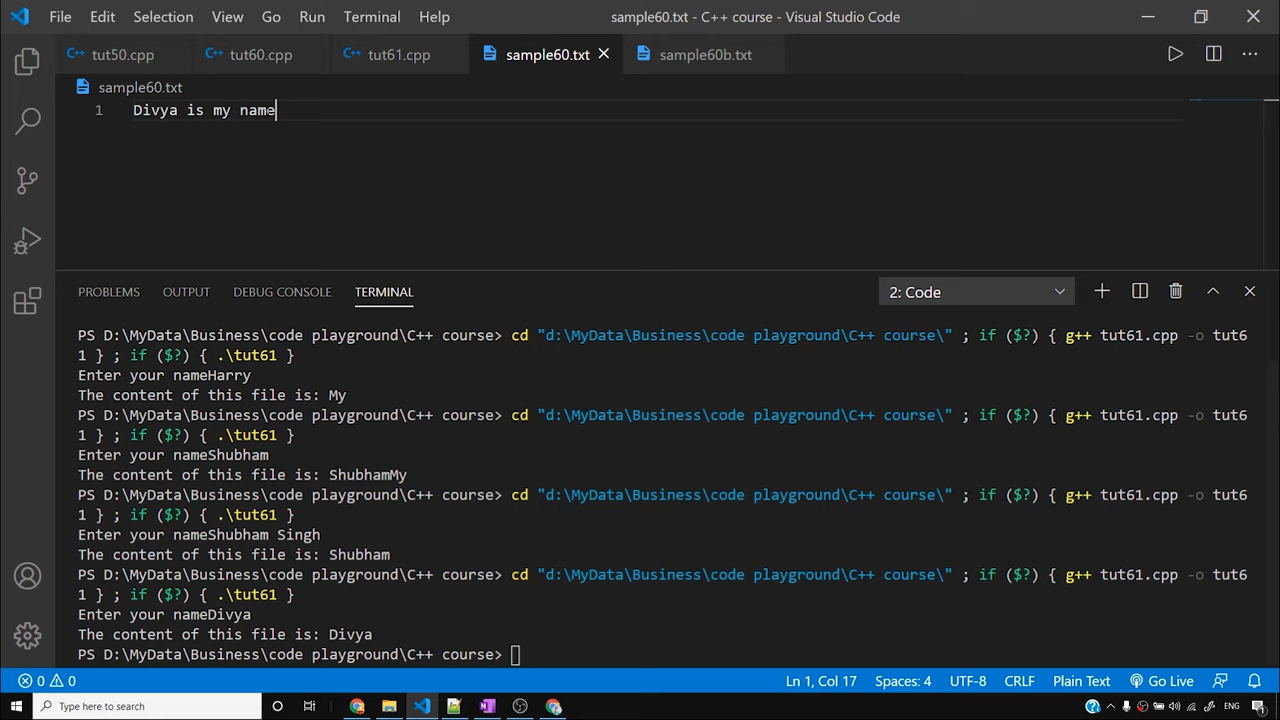 File Edit Selection View Go Run Terminal Help sample60.txt - C++ course - Visual Studio Code
tut50.cpp tut60.cpp tut61.cpp sample60.txt sample60b.txt
sample60.txt
1 Divya is my name
PROBLEMS OUTPUT DEBUG CONSOLE TERMINAL 2: Code
PS D:\MyData\Business\code playground\C++ course> cd "d:\MyData\Business\code playground\C++ course\" ; if ($?) { g++ tut61.cpp -o tut6
1 } ; if ($?) { .\tut61 }
Enter your nameHarry
The content of this file is: My
PS D:\MyData\Business\code playground\C++ course> cd "d:\MyData\Business\code playground\C++ course\" ; if ($?) { g++ tut61.cpp -o tut6
1 } ; if ($?) { .\tut61 }
Enter your nameShubham
The content of this file is: ShubhamMy
PS D:\MyData\Business\code playground\C++ course> cd "d:\MyData\Business\code playground\C++ course\" ; if ($?) { g++ tut61.cpp -o tut6
1 } ; if ($?) { .\tut61 }
Enter your nameShubham Singh
The content of this file is: Shubham
PS D:\MyData\Business\code playground\C++ course> cd "d:\MyData\Business\code playground\C++ course\" ; if ($?) { g++ tut61.cpp -o tut6
1 } ; if ($?) { .\tut61 }
Enter your nameDivya
The content of this file is: Divya
PS D:\MyData\Business\code playground\C++ course>
0 0 Ln 1, Col 17 Spaces: 4 UTF-8 CRLF Plain Text Go Live
Type here to search ENG